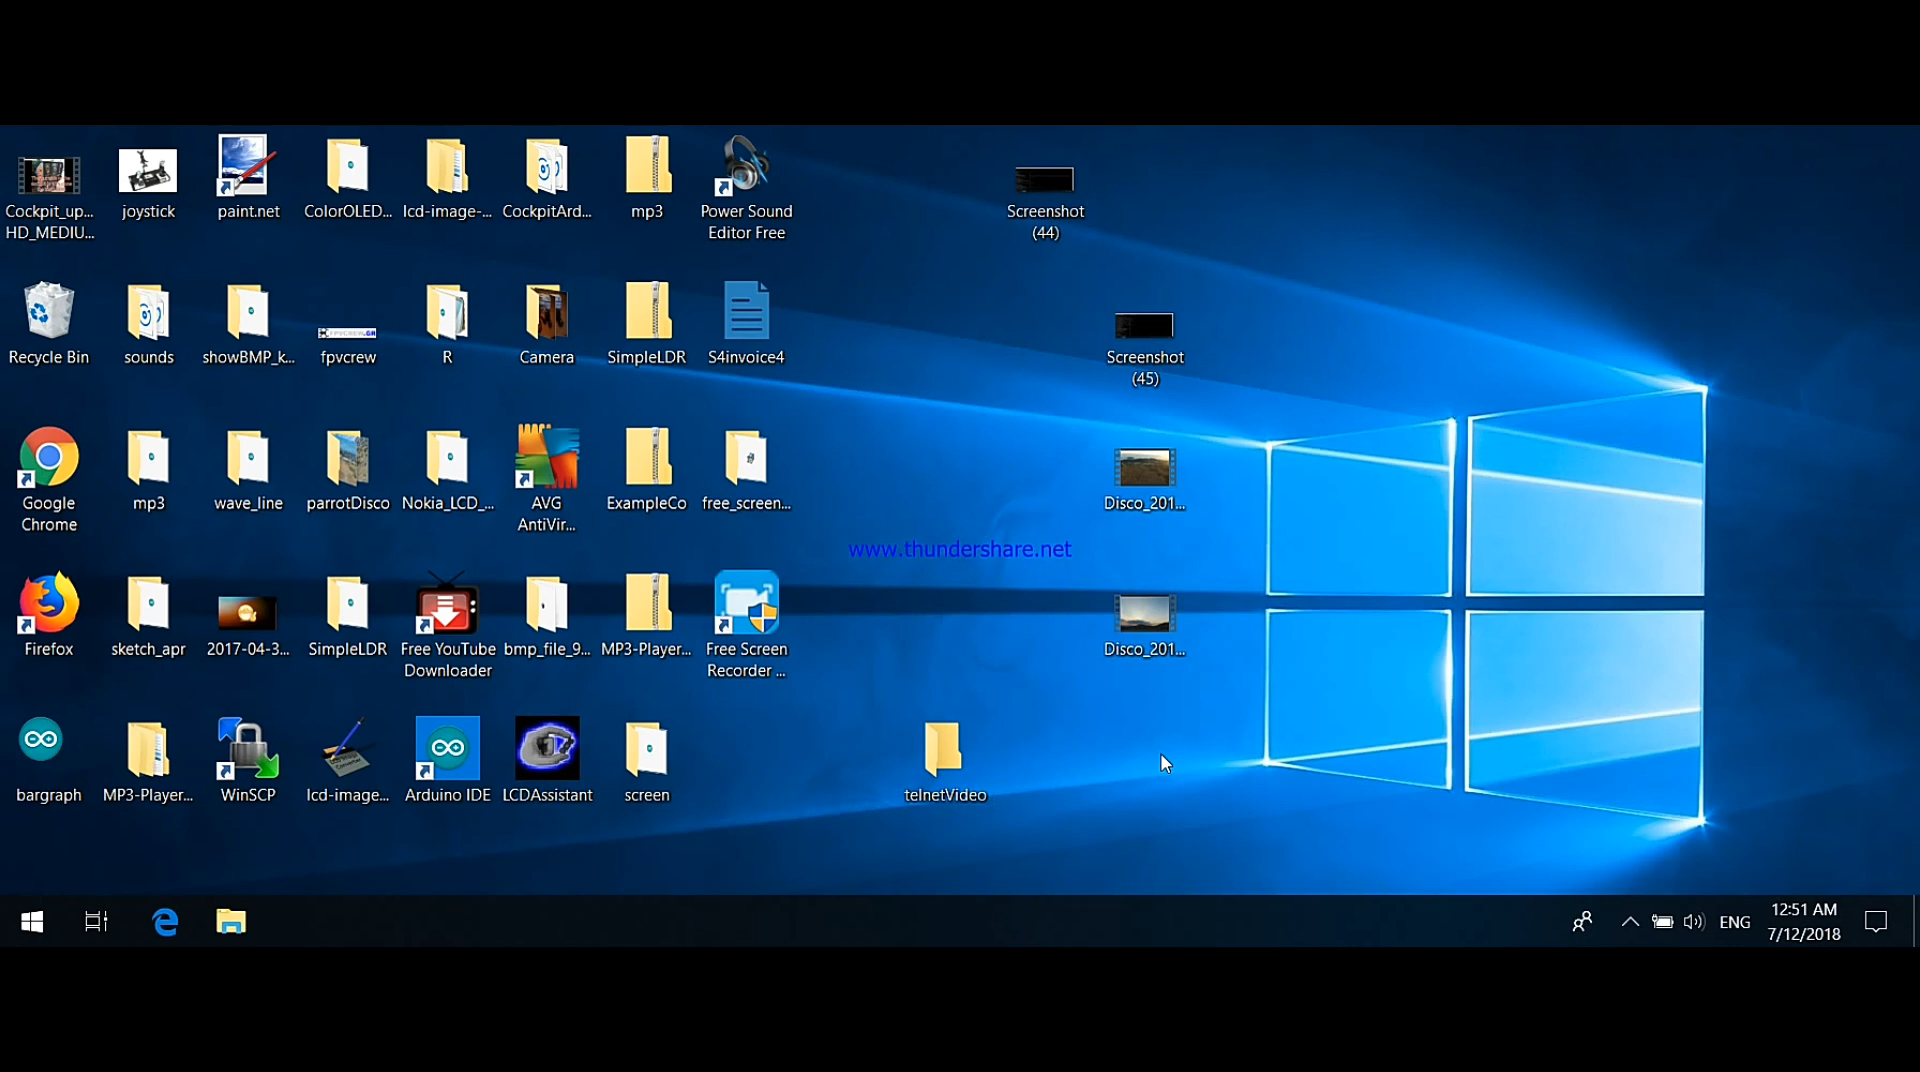 Cockpit_up...
HD_MEDIU...
joystick
paint.net
ColorOLED...
lcd-image-...
CockpitArd...
mp3
Power Sound
Editor Free
Screenshot
(44)
Recycle Bin
sounds
showBMP_k...
FPVCREW.GR
fpvcrew
R
Camera
SimpleLDR
S4invoice4
Screenshot
(45)
Google
Chrome
mp3
wave_line
parrotDisco
Nokia_LCD_...
AVG
AntiVir...
ExampleCo
free_screen...
Disco_201...
www.thundershare.net
Firefox
sketch_apr
2017-04-3...
SimpleLDR
Free YouTube
Downloader
bmp_file_9...
MP3-Player...
Free Screen
Recorder ...
Disco_201...
bargraph
MP3-Player...
WinSCP
lcd-image...
Arduino IDE
LCDAssistant
screen
telnetVideo
ENG
12:51 AM
7/12/2018